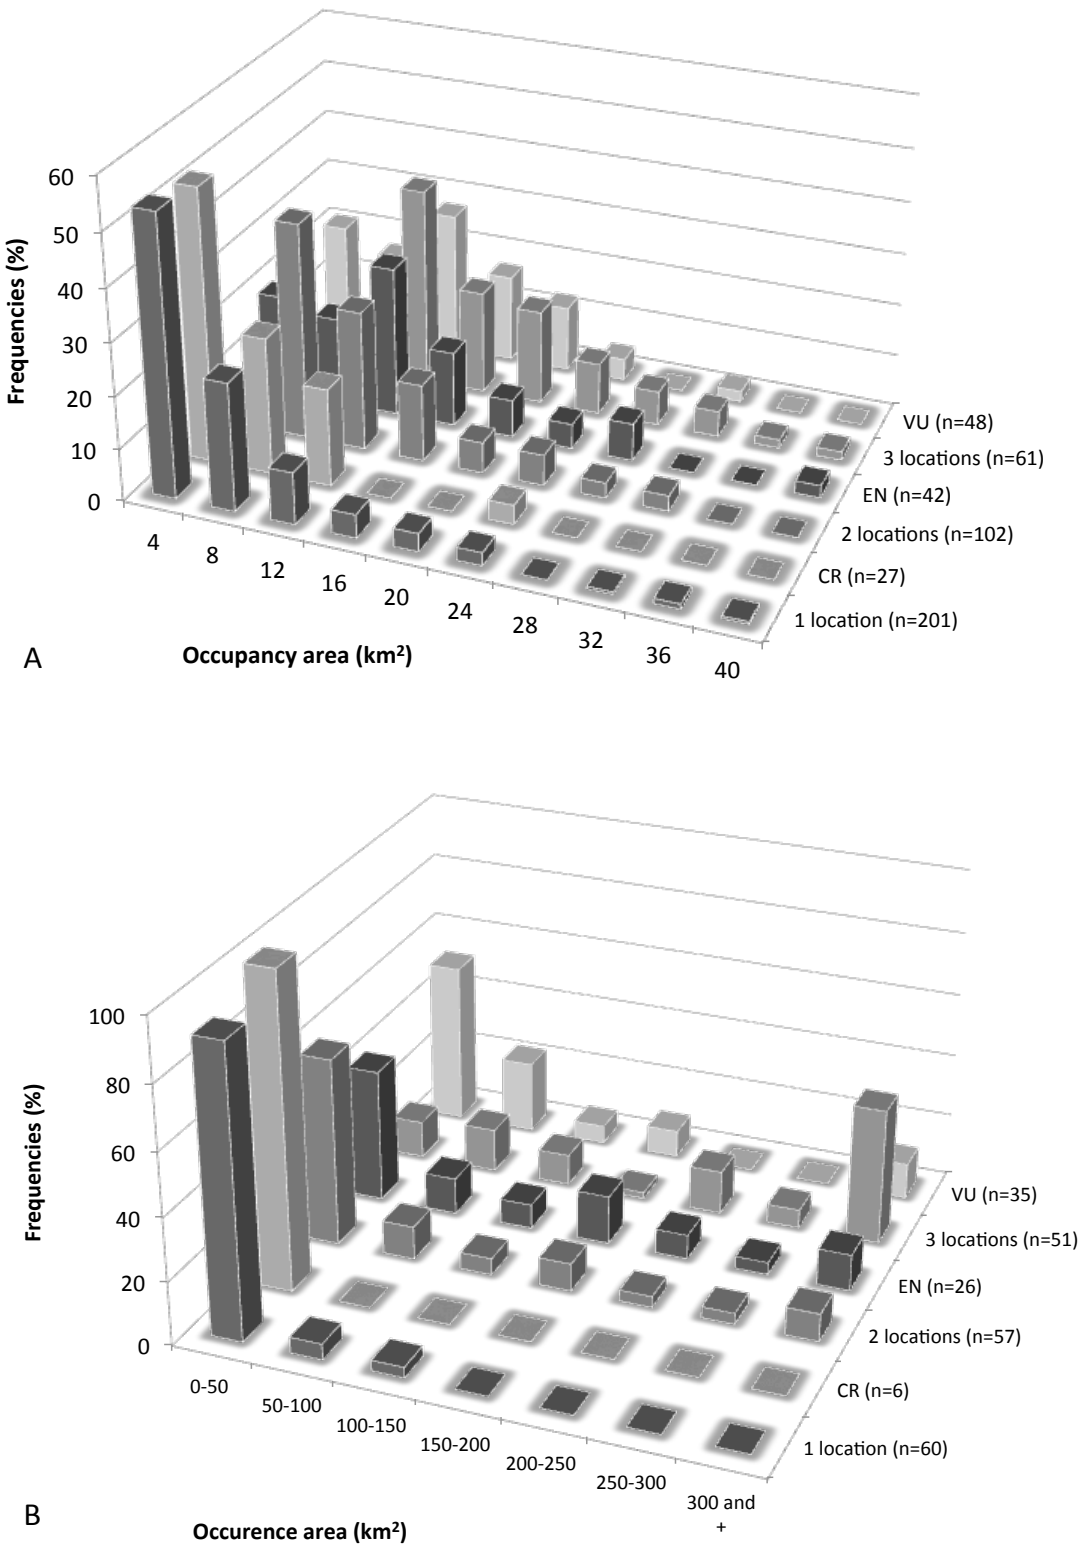 60
50
40
30
20
10
0
Frequencies (%)
4
8
12
16
20
24
28
32
36
40
VU (n=48)
3 locations (n=61)
EN (n=42)
2 locations (n=102)
CR (n=27)
1 location (n=201)
A
Occupancy area (km²)
100
80
60
40
20
0
Frequencies (%)
0-50
50-100
100-150
150-200
200-250
250-300
300 and
+
VU (n=35)
3 locations (n=51)
EN (n=26)
2 locations (n=57)
CR (n=6)
1 location (n=60)
B
Occurence area (km²)